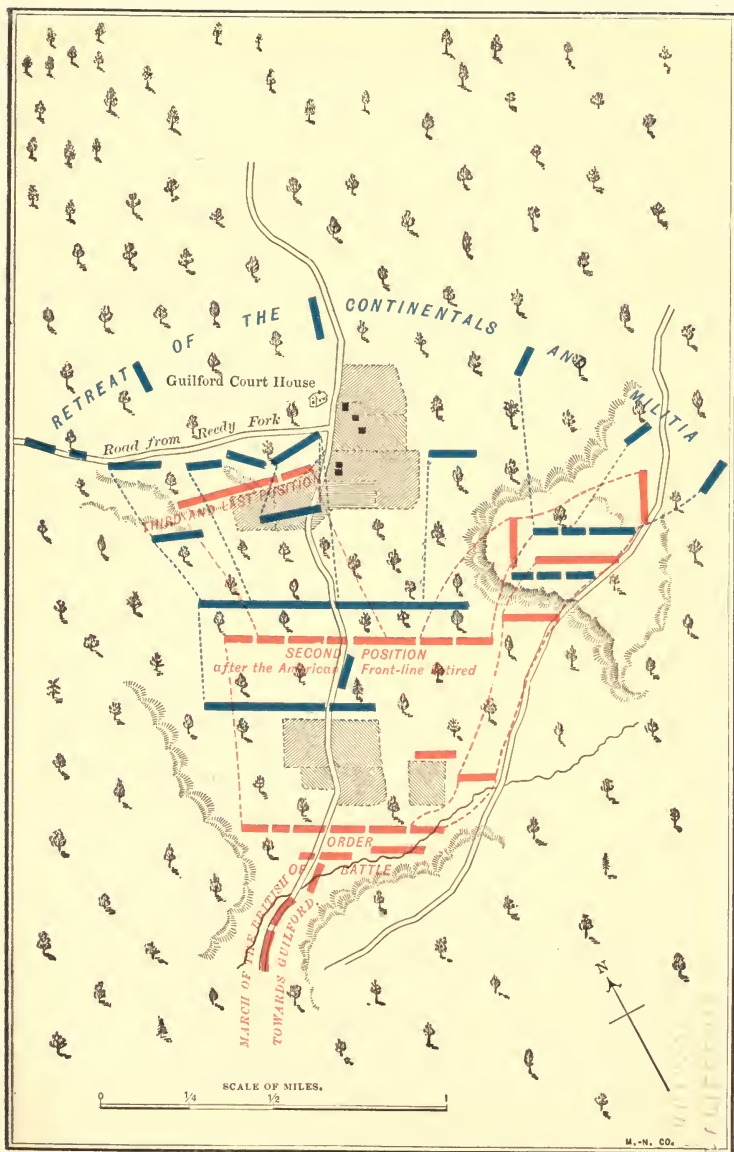 RETREAT OF THE CONTINENTALS AND MILITIA
Guilford Court House
Road from Reedy Fork
THIRD AND LAST POSITION
SECOND POSITION
after the American Front-line Retired
ORDER
OF BATTLE
MARCH OF THE BRITISH
TOWARDS GUILFORD.
N
SCALE OF MILES.
0 1/4 1/2 1
M.-N. CO.